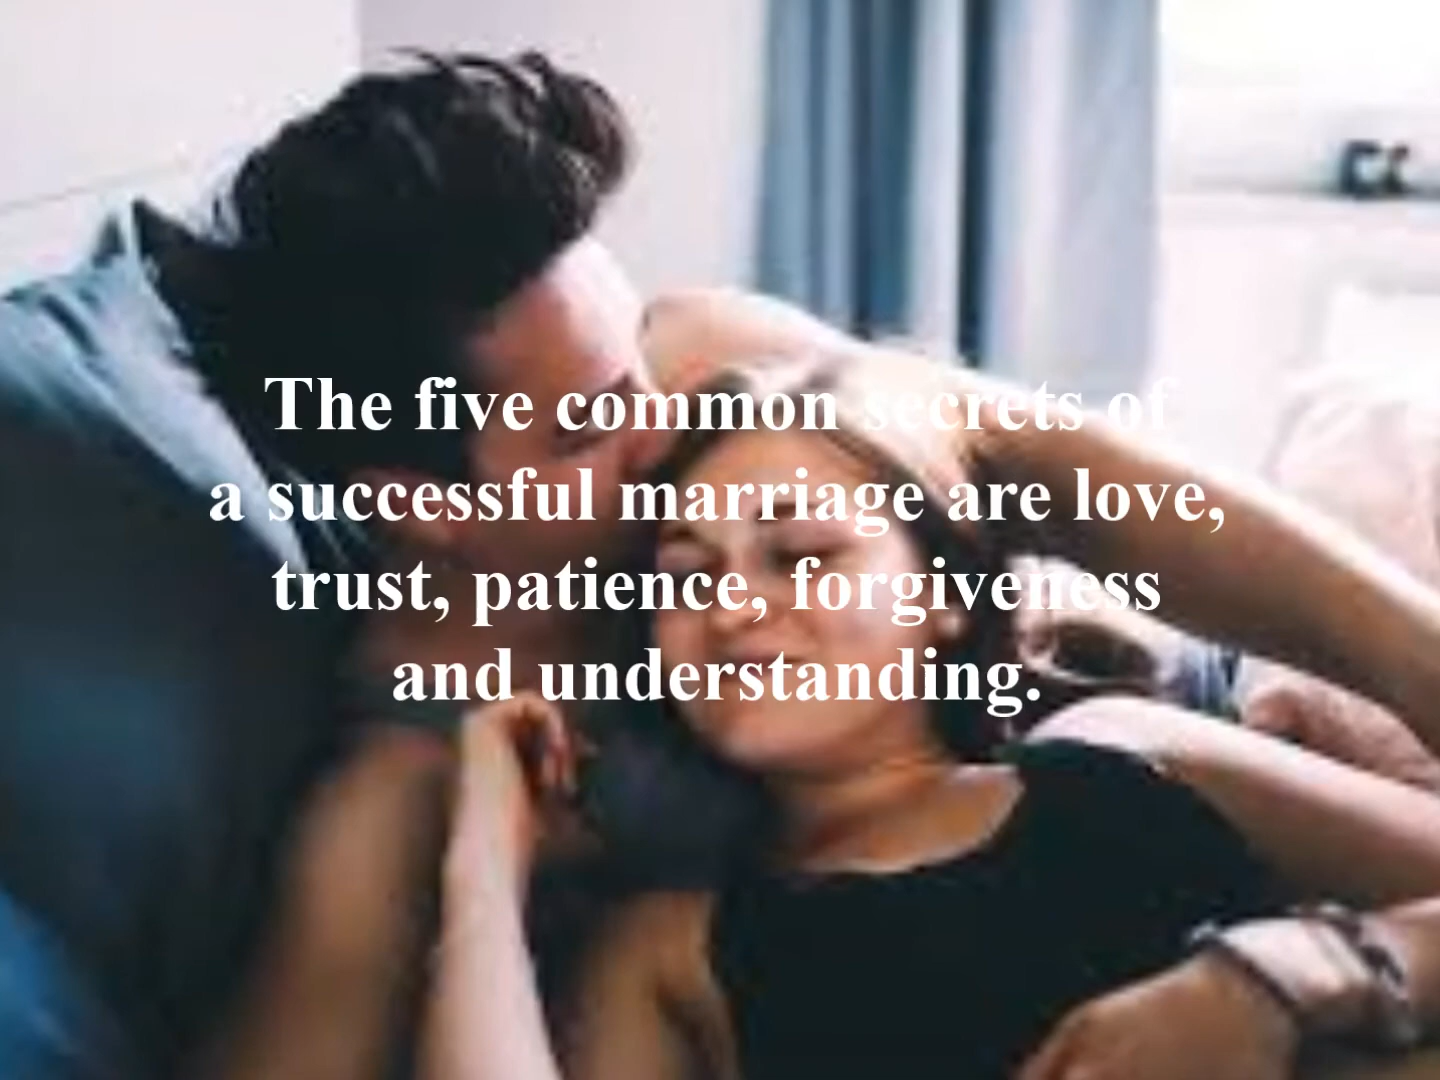 The five common secrets of
a successful marriage are love,
trust, patience, forgiveness
and understanding.